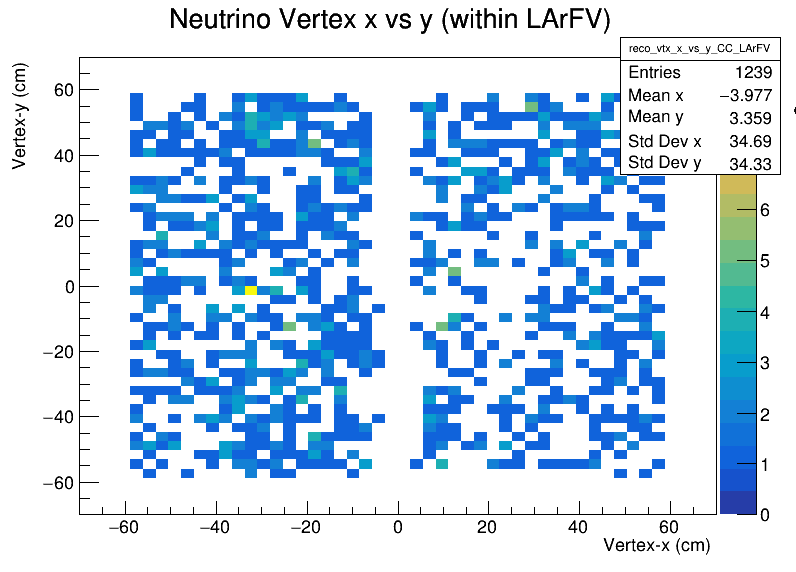 Neutrino Vertex x vs y (within LArFV)
reco_vtx_x_vs_y_CC_LArFV
Entries 1239
Mean x −3.977
Mean y 3.359
Std Dev x 34.69
Std Dev y 34.33
Vertex-y (cm)
60
40
20
0
−20
−40
−60
6
5
4
3
2
1
0
−60 −40 −20 0 20 40 60
Vertex-x (cm)